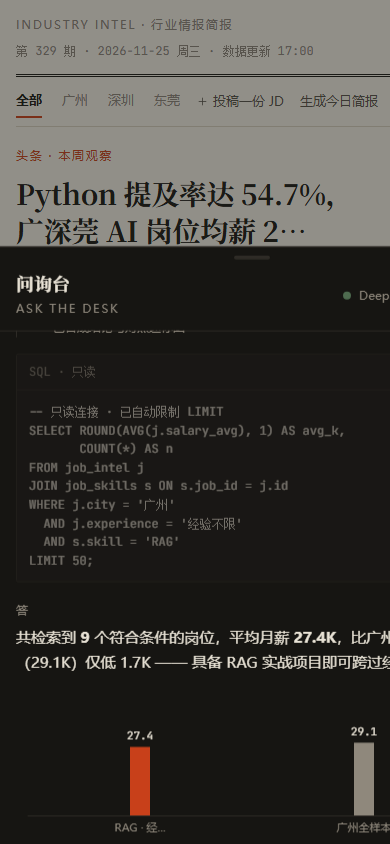 INDUSTRY INTEL · 行业情报简报
第 329 期 · 2026-11-25 周三 · 数据更新 17:00
全部 广州 深圳 东莞 + 投稿一份 JD 生成今日简报
头条 · 本周观察
Python 提及率达 54.7%,
广深莞 AI 岗位均薪 2…
问询台
ASK THE DESK
Deep
SQL · 只读
-- 只读连接 · 已自动限制 LIMIT
SELECT ROUND(AVG(j.salary_avg), 1) AS avg_k,
COUNT(*) AS n
FROM job_intel j
JOIN job_skills s ON s.job_id = j.id
WHERE j.city = '广州'
AND j.experience = '经验不限'
AND s.skill = 'RAG'
LIMIT 50;
答
共检索到 9 个符合条件的岗位，平均月薪 27.4K，比广州
（29.1K）仅低 1.7K —— 具备 RAG 实战项目即可跨过经
27.4
29.1
RAG · 经…
广州全样本